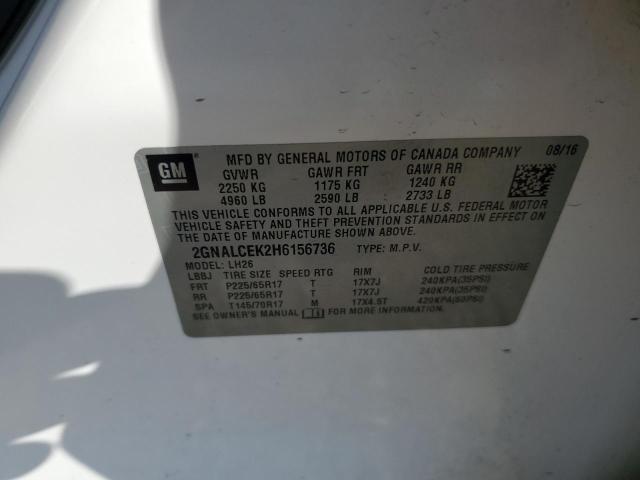 GM
MFD BY GENERAL MOTORS OF CANADA COMPANY 08/16
GVWR GAWR FRT GAWR RR
2250 KG 1175 KG 1240 KG
4960 LB 2590 LB 2733 LB
THIS VEHICLE CONFORMS TO ALL APPLICABLE U.S. FEDERAL MOTOR
VEHICLE SAFETY AND THEFT PREVENTION STANDARDS IN EFFECT ON
THE DATE OF MANUFACTURE SHOWN ABOVE.
2GNALCEK2H6156736 TYPE: M.P.V.
MODEL: LH26
LBBJ TIRE SIZE SPEED RTG RIM COLD TIRE PRESSURE
FRT P225/65R17 T 17X7J 240KPA(35PSI)
RR P225/65R17 T 17X7J 240KPA(35PSI)
SPA T145/70R17 M 17X4.5T 420KPA(60PSI)
SEE OWNER'S MANUAL FOR MORE INFORMATION